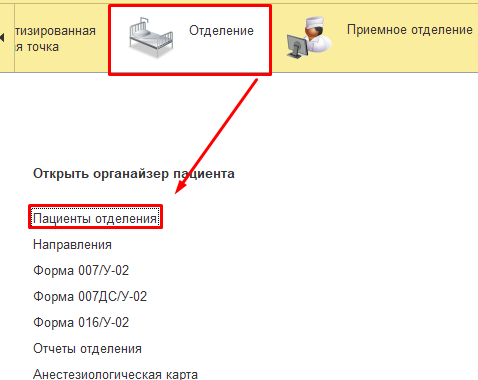 тизированная
я точка
Отделение
Приемное отделение
Открыть органайзер пациента
Пациенты отделения
Направления
Форма 007/У-02
Форма 007ДС/У-02
Форма 016/У-02
Отчеты отделения
Анестезиологическая карта